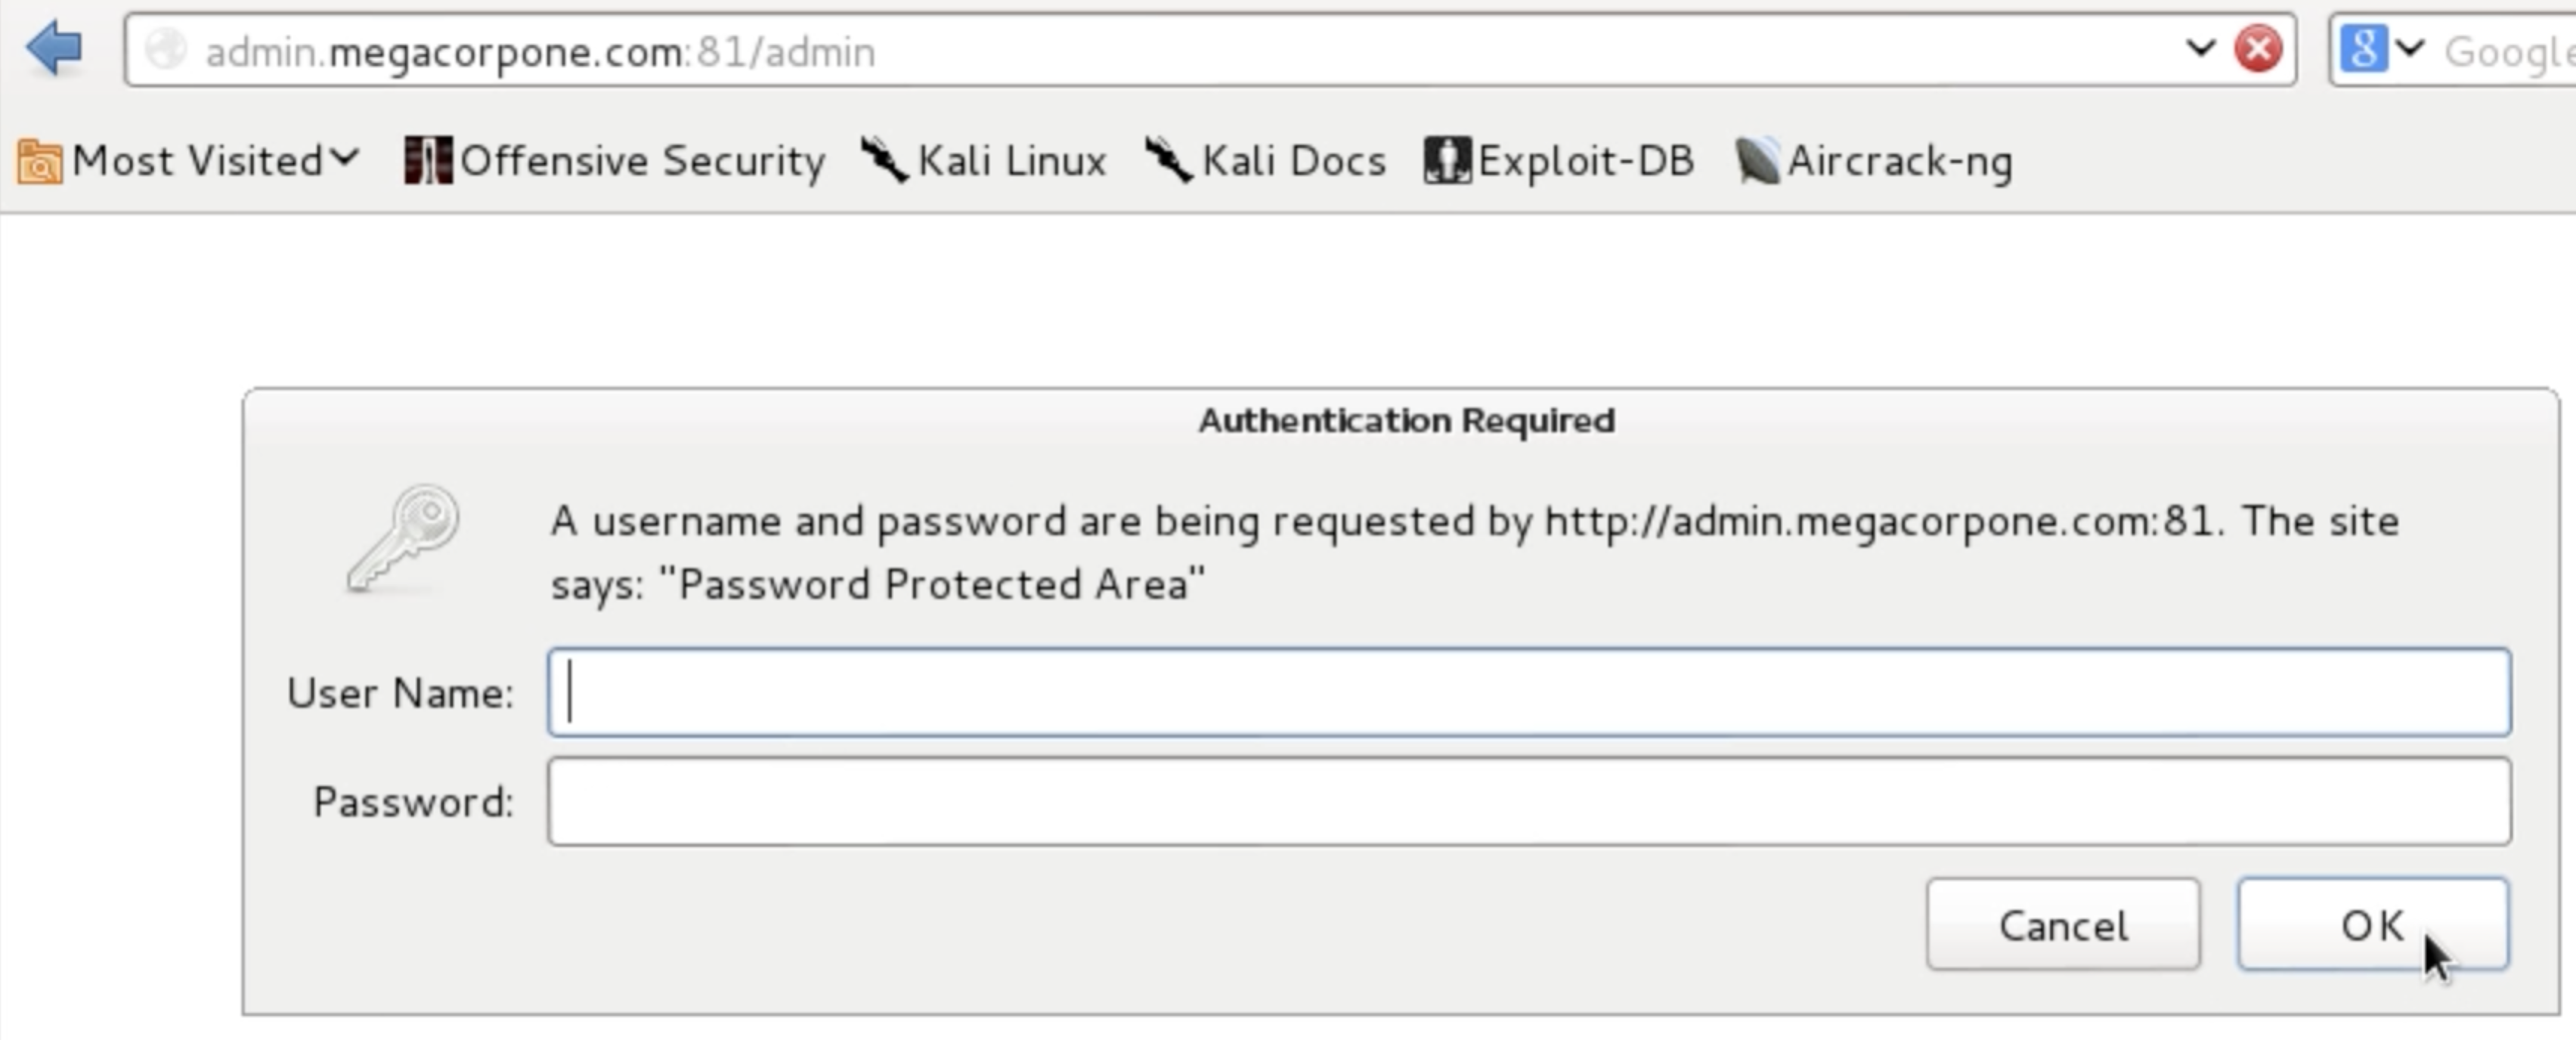 admin.megacorpone.com:81/admin
8 Google
Most Visited Offensive Security Kali Linux Kali Docs Exploit-DB Aircrack-ng
Authentication Required
A username and password are being requested by http://admin.megacorpone.com:81. The site
says: "Password Protected Area"
User Name:
Password:
Cancel OK